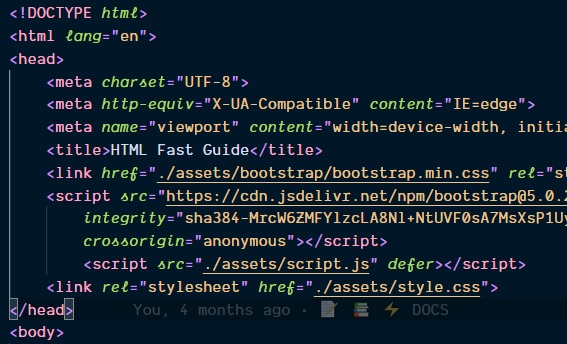 <!DOCTYPE html>
<html lang="en">
<head>
<meta charset="UTF-8">
<meta http-equiv="X-UA-Compatible" content="IE=edge">
<meta name="viewport" content="width=device-width, initia
<title>HTML Fast Guide</title>
<link href="./assets/bootstrap/bootstrap.min.css" rel="st
<script src="https://cdn.jsdelivr.net/npm/bootstrap@5.0.2
integrity="sha384-MrcW6ZMFYlzcLA8Nl+NtUVF0sA7MsXsP1Uy
crossorigin="anonymous"></script>
<script src="./assets/script.js" defer></script>
<link rel="stylesheet" href="./assets/style.css">
</head> You, 4 months ago · 📝 📚 ⚡ DOCS
<body>